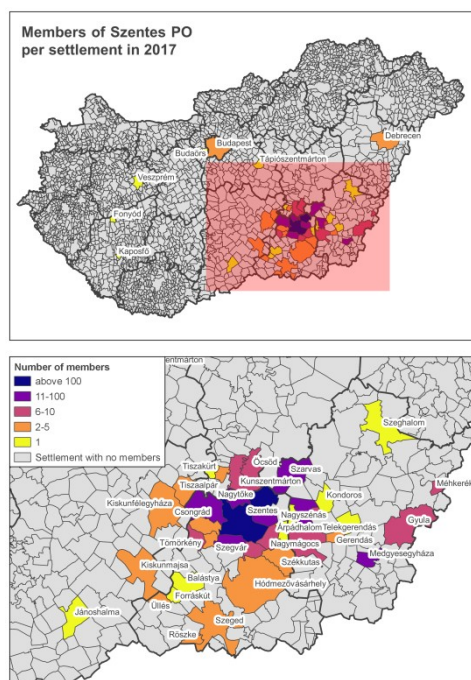 Members of Szentes PO
per settlement in 2017
Debrecen
Budapest
Budaörs
Tápiószentmárton
Veszprém
Fonyód
Kaposfő
Number of members
above 100
11-100
6-10
2-5
1
Settlement with no members
entmárton
Szeghalom
Öcsöd
Tiszakürt
Szarvas
Kunszentmárton
Méhkerék
Tiszaalpár
Nagytőke
Kondoros
Kiskunfélegyháza
Nagyszénás
Csongrád
Szentes
Gyula
Árpádhalom
Telekgerendás
Tömörkény
Nagymágocs
Gerendás
Szegvár
Medgyesegyháza
Kiskunmajsa
Székkutas
Balástya
Hódmezővásárhely
Forráskút
Jánoshalma
Üllés
Szeged
Röszke